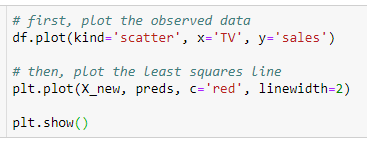 # first, plot the observed data
df.plot(kind='scatter', x='TV', y='sales')
# then, plot the least squares line
plt.plot(X_new, preds, c='red', linewidth=2)
plt.show()